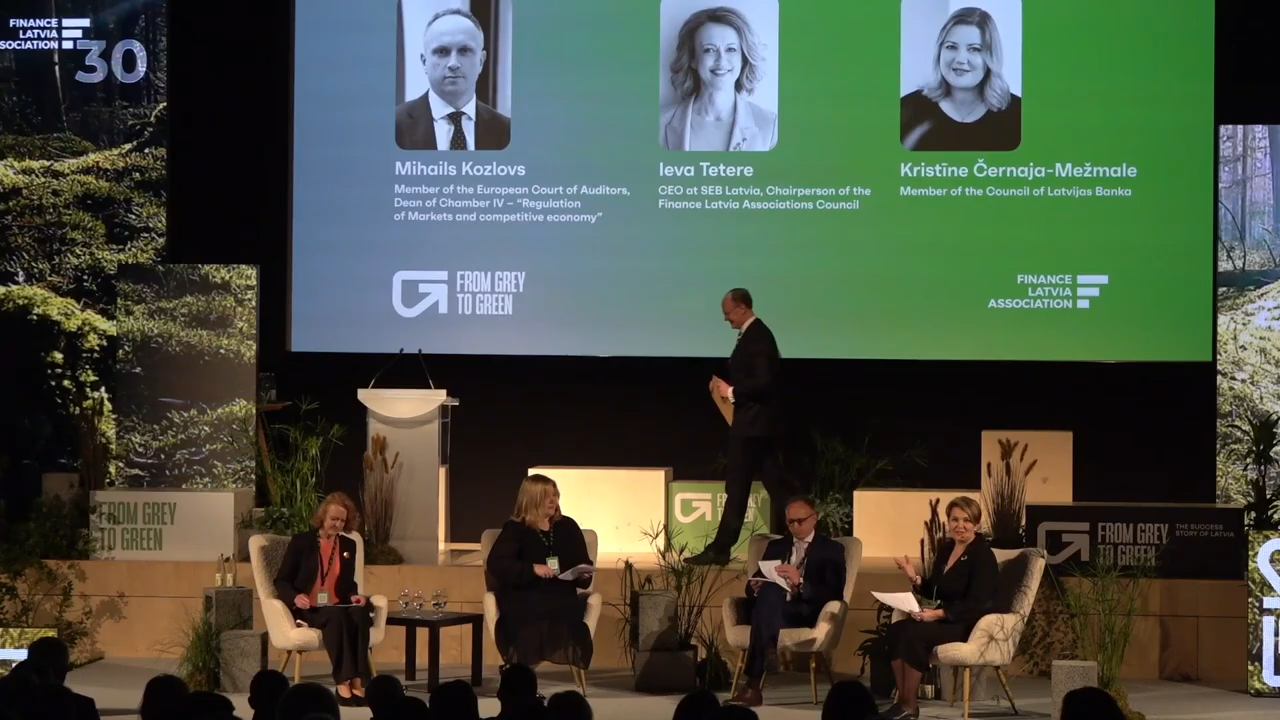 FINANCE
LATVIA
ASSOCIATION
30
Mihails Kozlovs
Member of the European Court of Auditors,
Dean of Chamber IV – “Regulation
of Markets and competitive economy”
Ieva Tetere
CEO at SEB Latvia, Chairperson of the
Finance Latvia Associations Council
Kristīne Černaja-Mežmale
Member of the Council of Latvijas Banka
FROM GREY
TO GREEN
FINANCE
LATVIA
ASSOCIATION
FROM GREY
TO GREEN
FROM GREY
TO GREEN
THE SUCCESS
STORY OF LATVIA